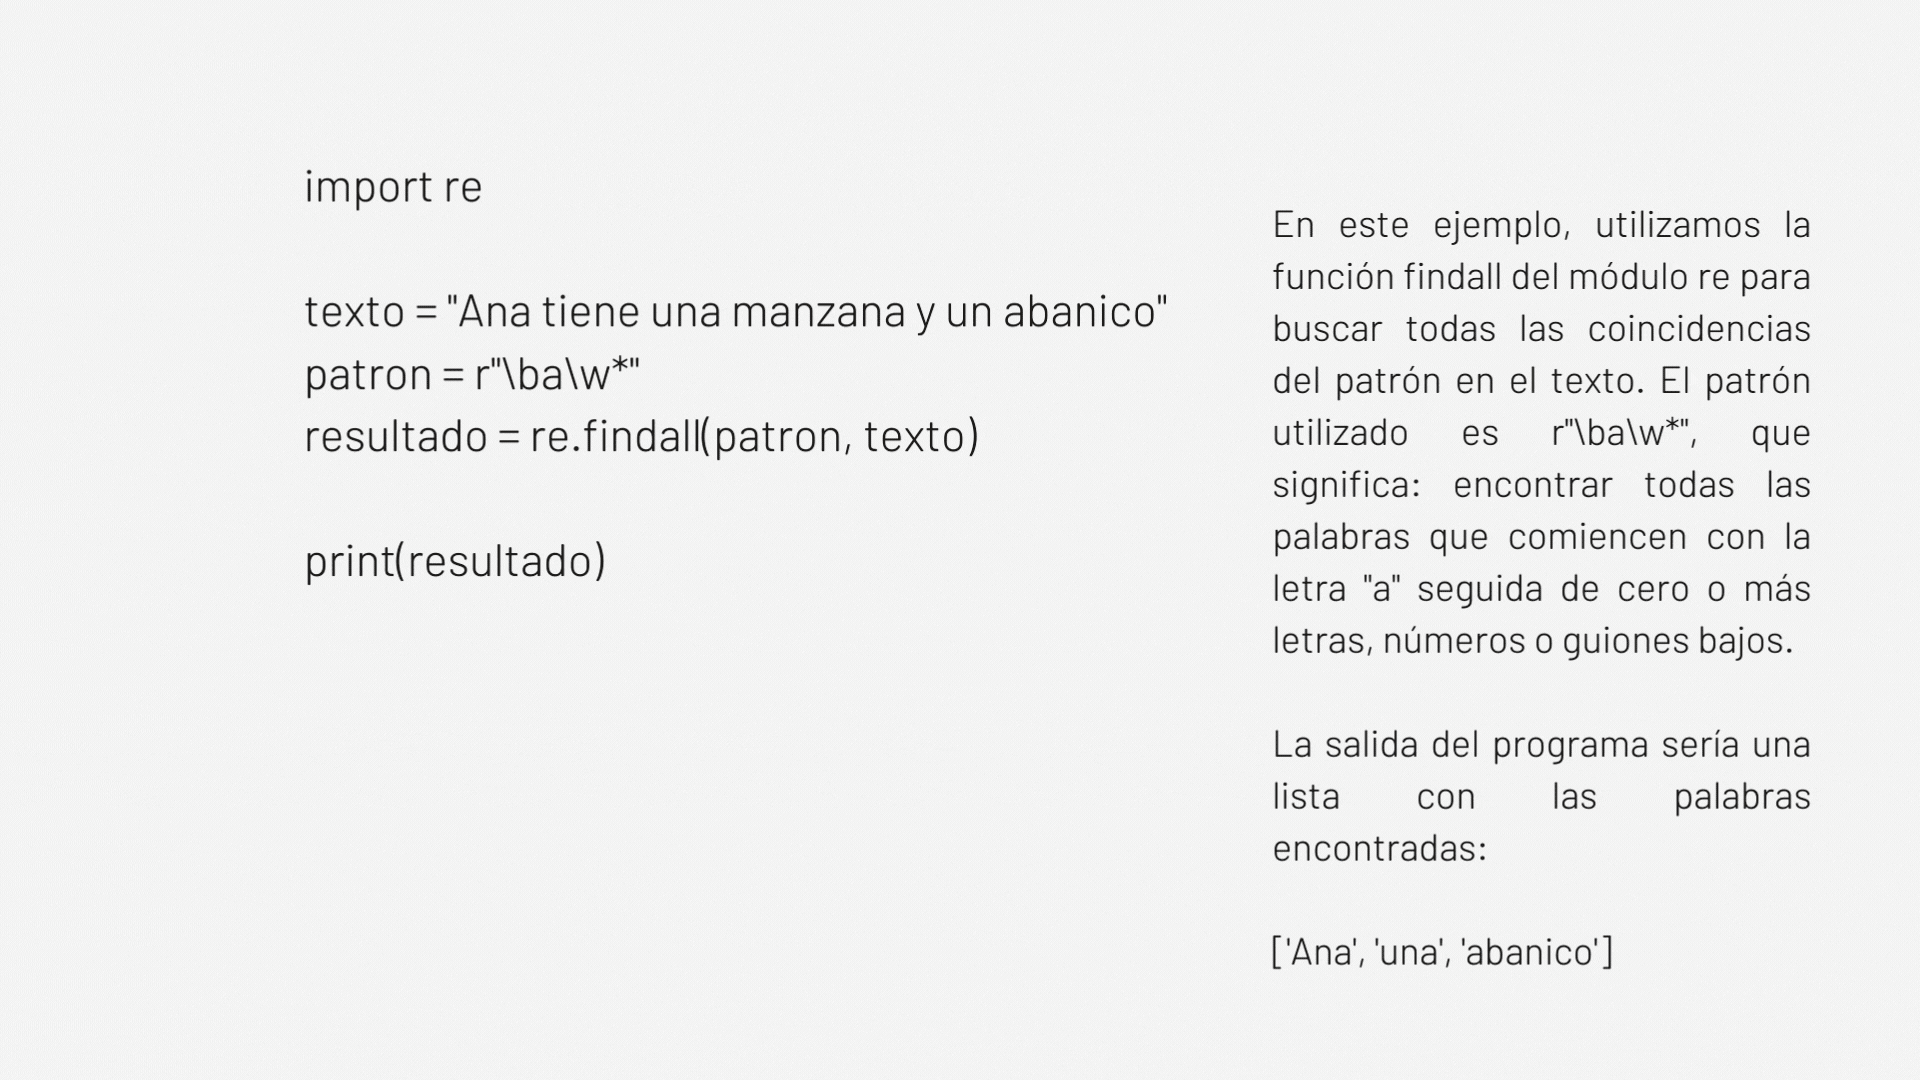 import re
texto = "Ana tiene una manzana y un abanico"
patron = r"\ba\w*"
resultado = re.findall(patron, texto)
print(resultado)
En este ejemplo, utilizamos la
función findall del módulo re para
buscar todas las coincidencias
del patrón en el texto. El patrón
utilizado es r"\ba\w*", que
significa: encontrar todas las
palabras que comiencen con la
letra "a" seguida de cero o más
letras, números o guiones bajos.
La salida del programa sería una
lista con las palabras
encontradas:
['Ana', 'una', 'abanico']